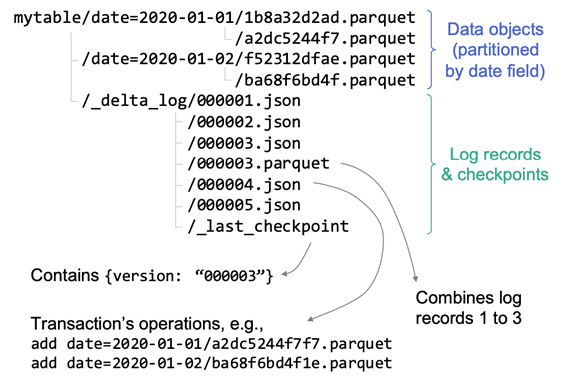 mytable/date=2020-01-01/1b8a32d2ad.parquet
/a2dc5244f7.parquet
/date=2020-01-02/f52312dfae.parquet
/ba68f6bd4f.parquet
/_delta_log/000001.json
/000002.json
/000003.json
/000003.parquet
/000004.json
/000005.json
/_last_checkpoint
Data objects
(partitioned
by date field)
Log records
& checkpoints
Contains {version: “000003”}
Combines log
records 1 to 3
Transaction’s operations, e.g.,
add date=2020-01-01/a2dc5244f7f7.parquet
add date=2020-01-02/ba68f6bd4f1e.parquet